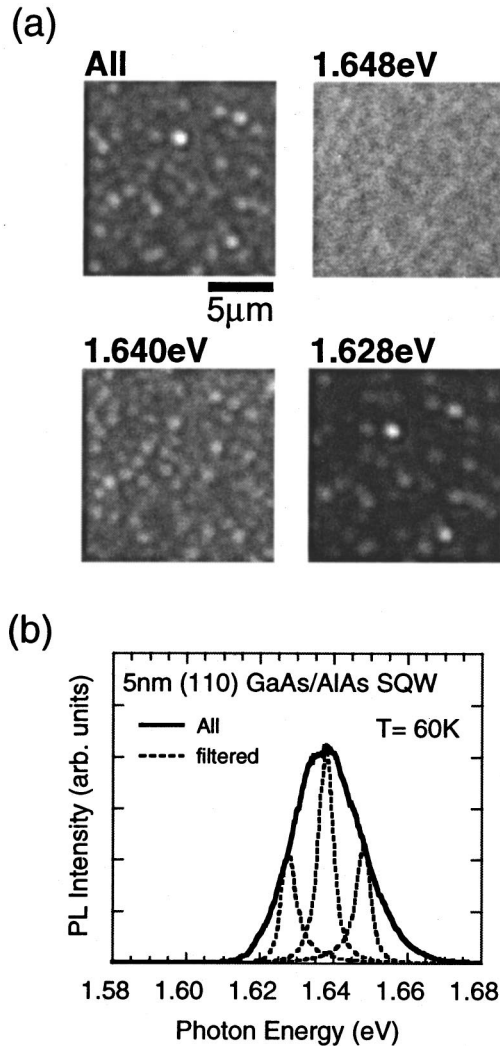 (a)
All
1.648eV
5μm
1.640eV
1.628eV
(b)
5nm (110) GaAs/AlAs SQW
All
T= 60K
filtered
PL Intensity (arb. units)
1.58 1.60 1.62 1.64 1.66 1.68
Photon Energy (eV)